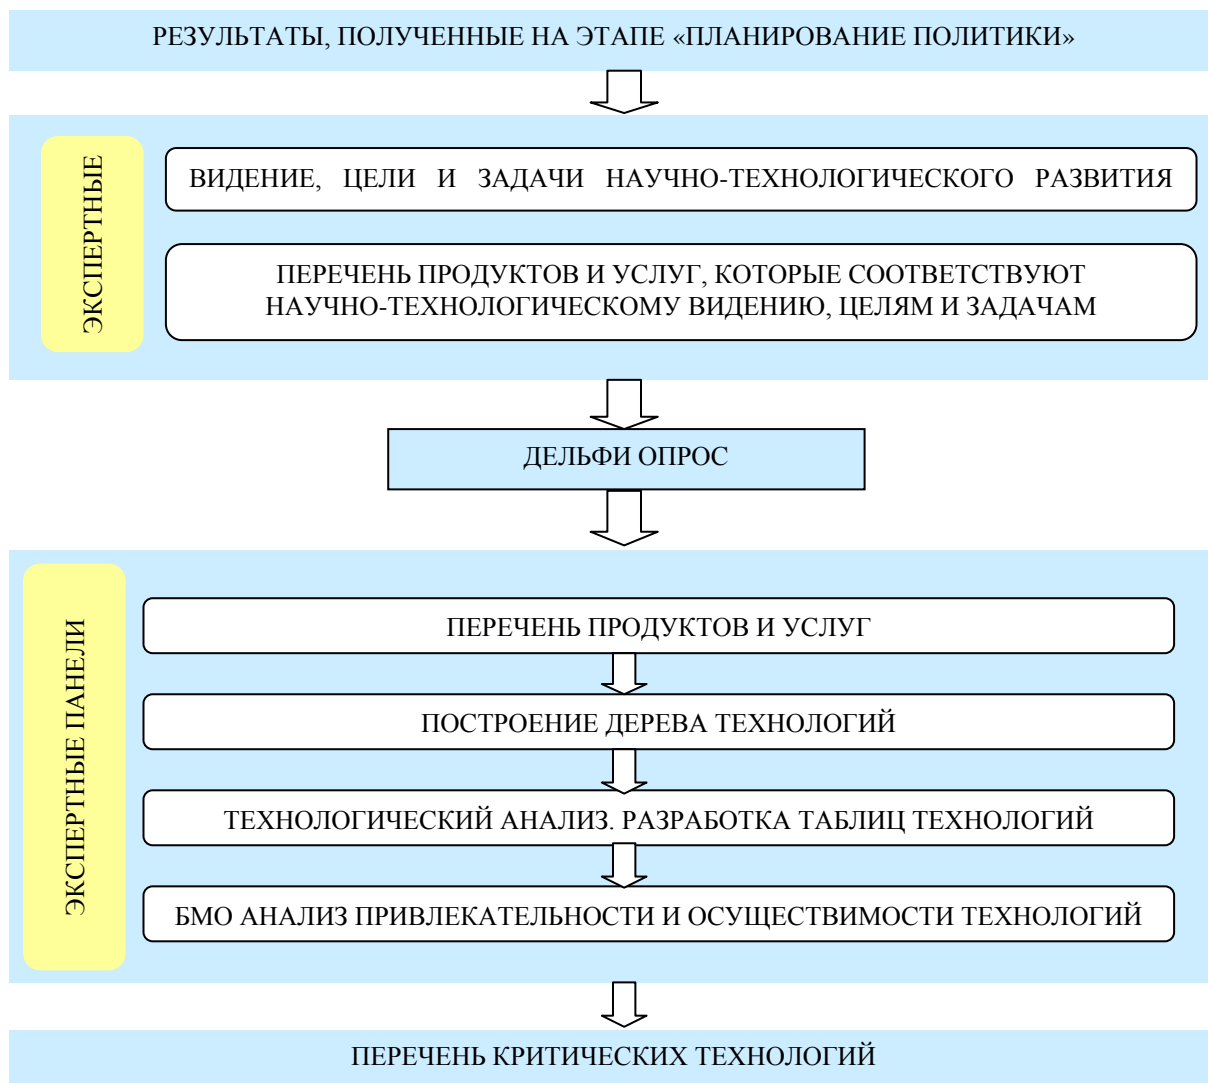 РЕЗУЛЬТАТЫ, ПОЛУЧЕННЫЕ НА ЭТАПЕ «ПЛАНИРОВАНИЕ ПОЛИТИКИ»
ЭКСПЕРТНЫЕ
ВИДЕНИЕ, ЦЕЛИ И ЗАДАЧИ НАУЧНО-ТЕХНОЛОГИЧЕСКОГО РАЗВИТИЯ
ПЕРЕЧЕНЬ ПРОДУКТОВ И УСЛУГ, КОТОРЫЕ СООТВЕТСТВУЮТ
НАУЧНО-ТЕХНОЛОГИЧЕСКОМУ ВИДЕНИЮ, ЦЕЛЯМ И ЗАДАЧАМ
ДЕЛЬФИ ОПРОС
ЭКСПЕРТНЫЕ ПАНЕЛИ
ПЕРЕЧЕНЬ ПРОДУКТОВ И УСЛУГ
ПОСТРОЕНИЕ ДЕРЕВА ТЕХНОЛОГИЙ
ТЕХНОЛОГИЧЕСКИЙ АНАЛИЗ. РАЗРАБОТКА ТАБЛИЦ ТЕХНОЛОГИЙ
БМО АНАЛИЗ ПРИВЛЕКАТЕЛЬНОСТИ И ОСУЩЕСТВИМОСТИ ТЕХНОЛОГИЙ
ПЕРЕЧЕНЬ КРИТИЧЕСКИХ ТЕХНОЛОГИЙ